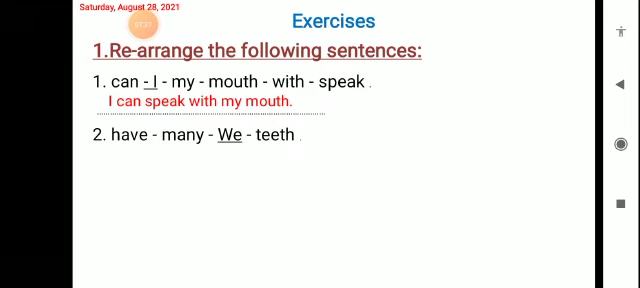 Saturday, August 28, 2021
Exercises
1.Re-arrange the following sentences:
1. can - I - my - mouth - with - speak .
I can speak with my mouth.
2. have - many - We - teeth .